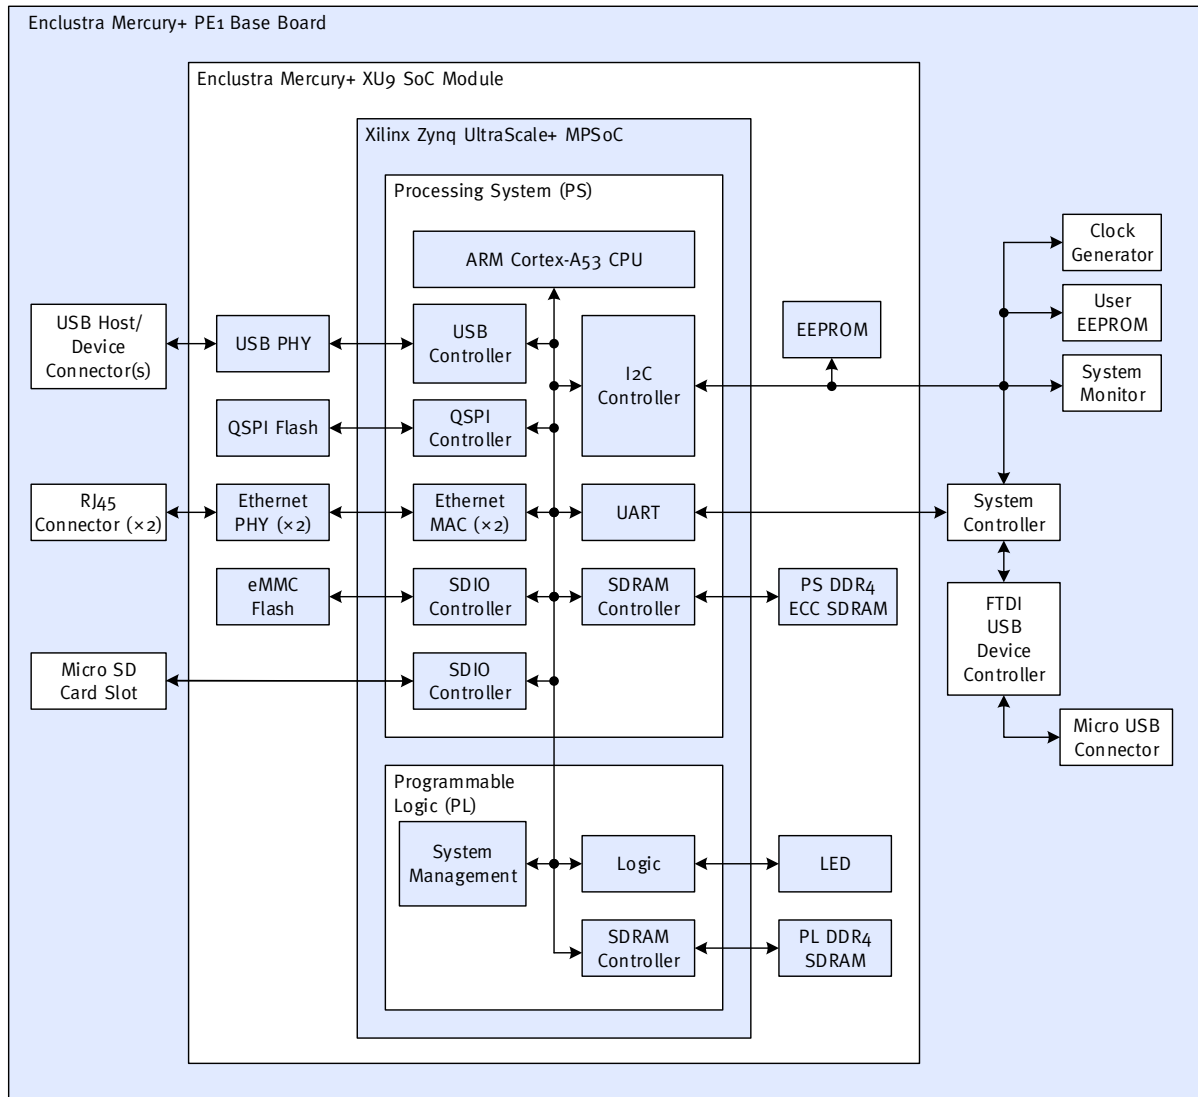 Enclustra Mercury+ PE1 Base Board
Enclustra Mercury+ XU9 SoC Module
Xilinx Zynq UltraScale+ MPSoC
Processing System (PS)
ARM Cortex-A53 CPU
USB Host/
Device
Connector(s)
USB PHY
USB
Controller
I2C
Controller
EEPROM
Clock
Generator
User
EEPROM
System
Monitor
QSPI Flash
QSPI
Controller
RJ45
Connector (×2)
Ethernet
PHY (×2)
Ethernet
MAC (×2)
UART
System
Controller
eMMC
Flash
SDIO
Controller
SDRAM
Controller
PS DDR4
ECC SDRAM
FTDI
USB
Device
Controller
Micro SD
Card Slot
SDIO
Controller
Micro USB
Connector
Programmable
Logic (PL)
System
Management
Logic
LED
SDRAM
Controller
PL DDR4
SDRAM